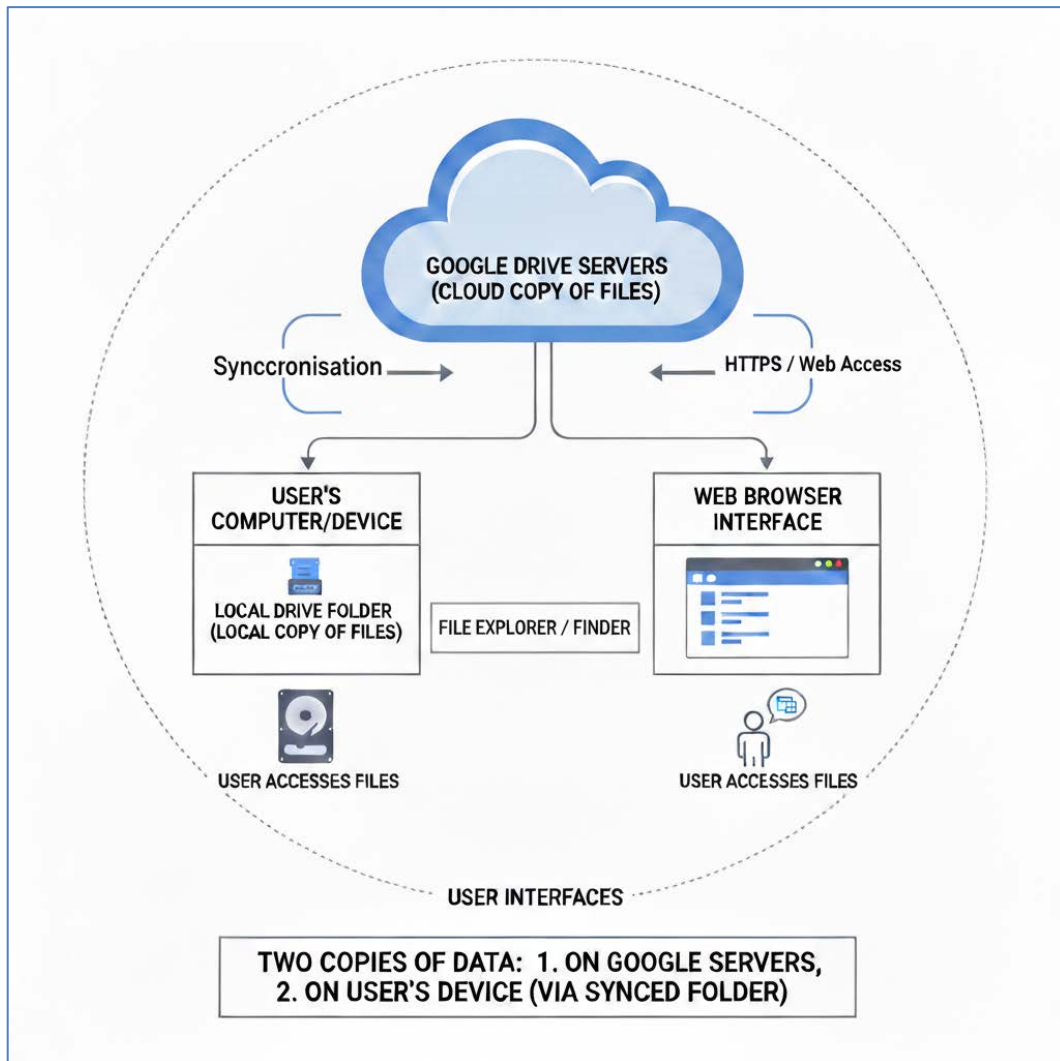 GOOGLE DRIVE SERVERS
(CLOUD COPY OF FILES)
Synccronisation
HTTPS / Web Access
USER'S
COMPUTER/DEVICE
LOCAL DRIVE FOLDER
(LOCAL COPY OF FILES)
FILE EXPLORER / FINDER
WEB BROWSER
INTERFACE
USER ACCESSES FILES
USER ACCESSES FILES
USER INTERFACES
TWO COPIES OF DATA: 1. ON GOOGLE SERVERS,
2. ON USER'S DEVICE (VIA SYNCED FOLDER)